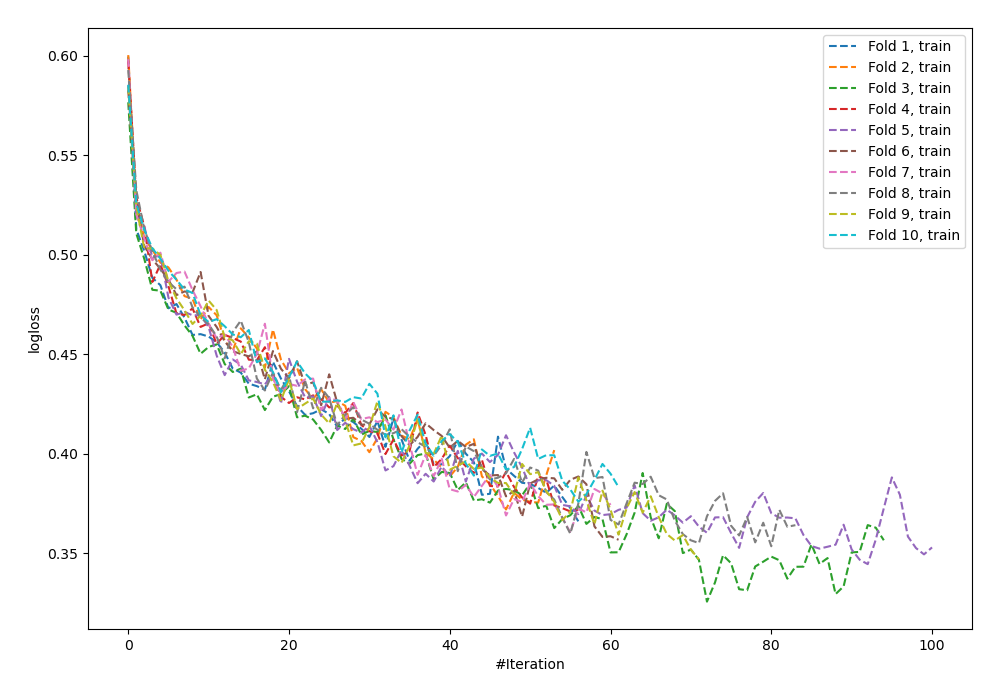 0.60
0.55
0.50
0.45
0.40
0.35
logloss
0
20
40
60
80
100
#Iteration
Fold 1, train
Fold 2, train
Fold 3, train
Fold 4, train
Fold 5, train
Fold 6, train
Fold 7, train
Fold 8, train
Fold 9, train
Fold 10, train